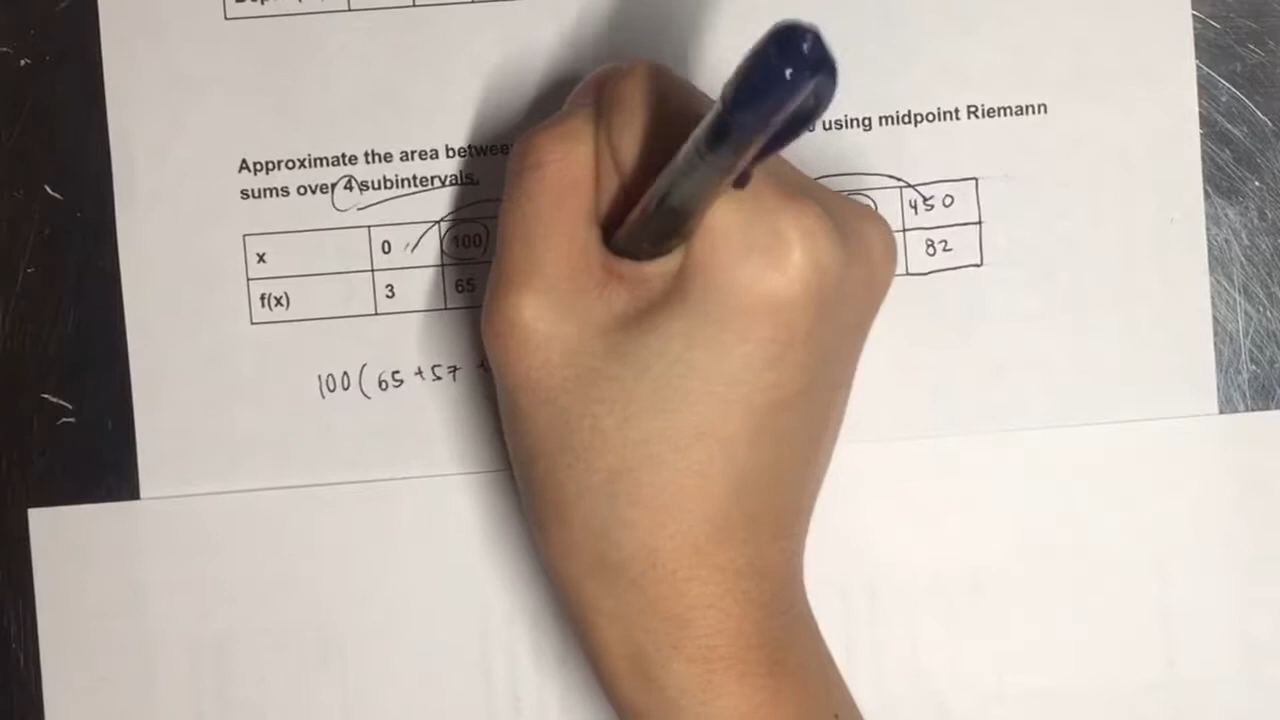 Approximate the area using midpoint Riemann
sums over 4 subintervals.
x 0 100 450
f(x) 3 65 82
100(65+57